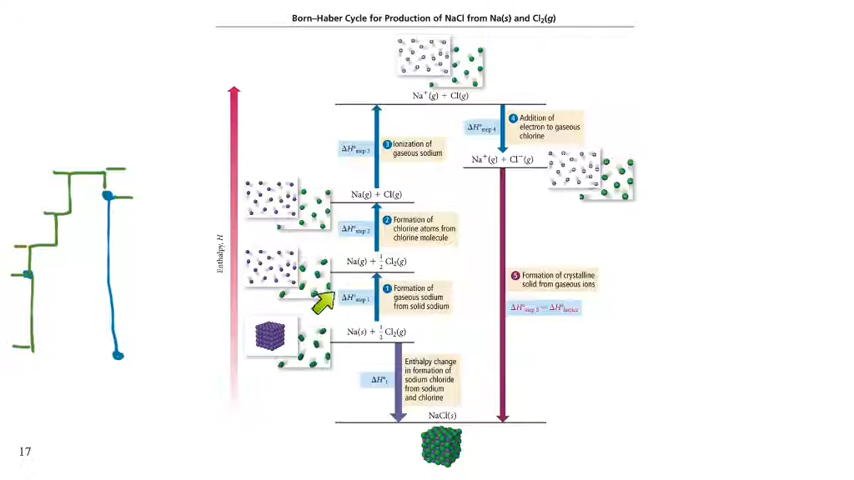 Born–Haber Cycle for Production of NaCl from Na(s) and Cl₂(g)
Na⁺(g) + Cl(g)
④ Addition of
electron to gaseous
chlorine
ΔH°step 4
③ Ionization of
gaseous sodium
ΔH°step 3
Na⁺(g) + Cl⁻(g)
Na(g) + Cl(g)
② Formation of
chlorine atoms from
chlorine molecule
ΔH°step 2
Enthalpy, H
Na(g) + ½ Cl₂(g)
① Formation of
gaseous sodium
from solid sodium
ΔH°step 1
⑤ Formation of crystalline
solid from gaseous ions
ΔH°step 5 = ΔH°lattice
Na(s) + ½ Cl₂(g)
Enthalpy change
in formation of
sodium chloride
from sodium
and chlorine
ΔH°f
NaCl(s)
17